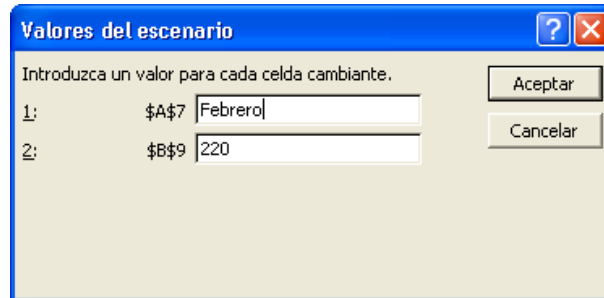 Valores del escenario
Introduzca un valor para cada celda cambiante.
Aceptar
1: $A$7 Febrero
Cancelar
2: $B$9 220